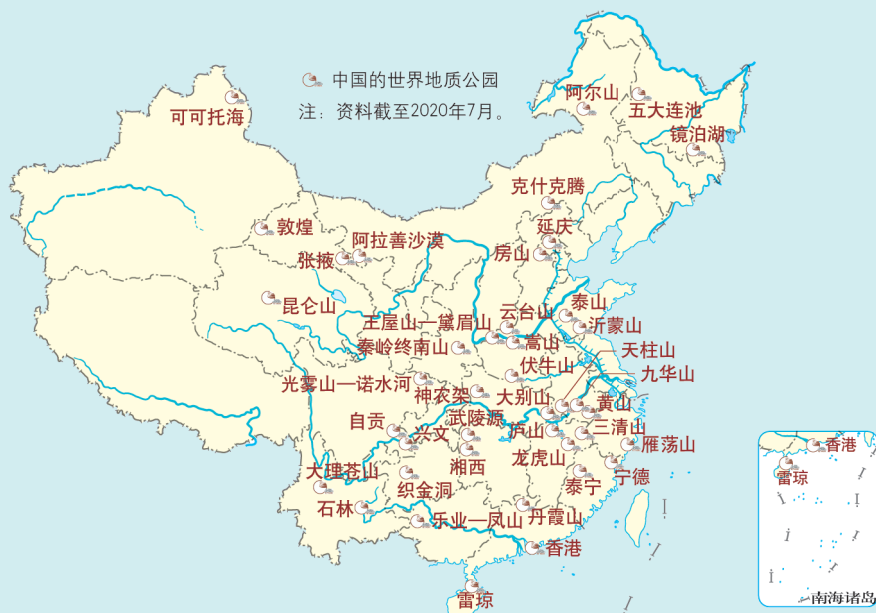 中国的世界地质公园
注：资料截至2020年7月。
可可托海
阿尔山
五大连池
镜泊湖
克什克腾
延庆
房山
敦煌
阿拉善沙漠
张掖
昆仑山
泰山
云台山
沂蒙山
王屋山—黛眉山
嵩山
秦岭终南山
天柱山
伏牛山
九华山
光雾山—诺水河
神农架
大别山
黄山
自贡
武陵源
兴文
庐山
三清山
雁荡山
湘西
龙虎山
大理苍山
织金洞
泰宁
宁德
石林
乐业—凤山
丹霞山
香港
雷琼
香港
雷琼
南海诸岛